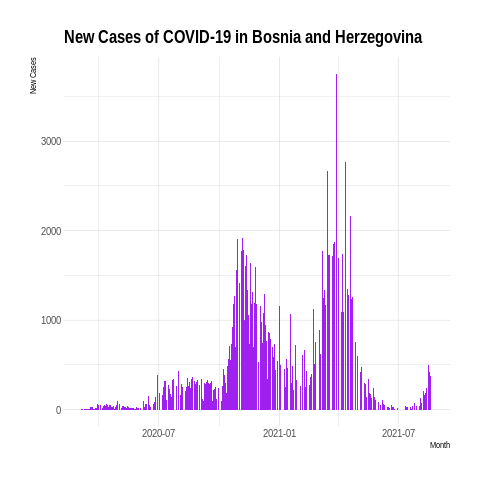 New Cases of COVID-19 in Bosnia and Herzegovina
New Cases
3000
2000
1000
0
2020-07
2021-01
2021-07
Month